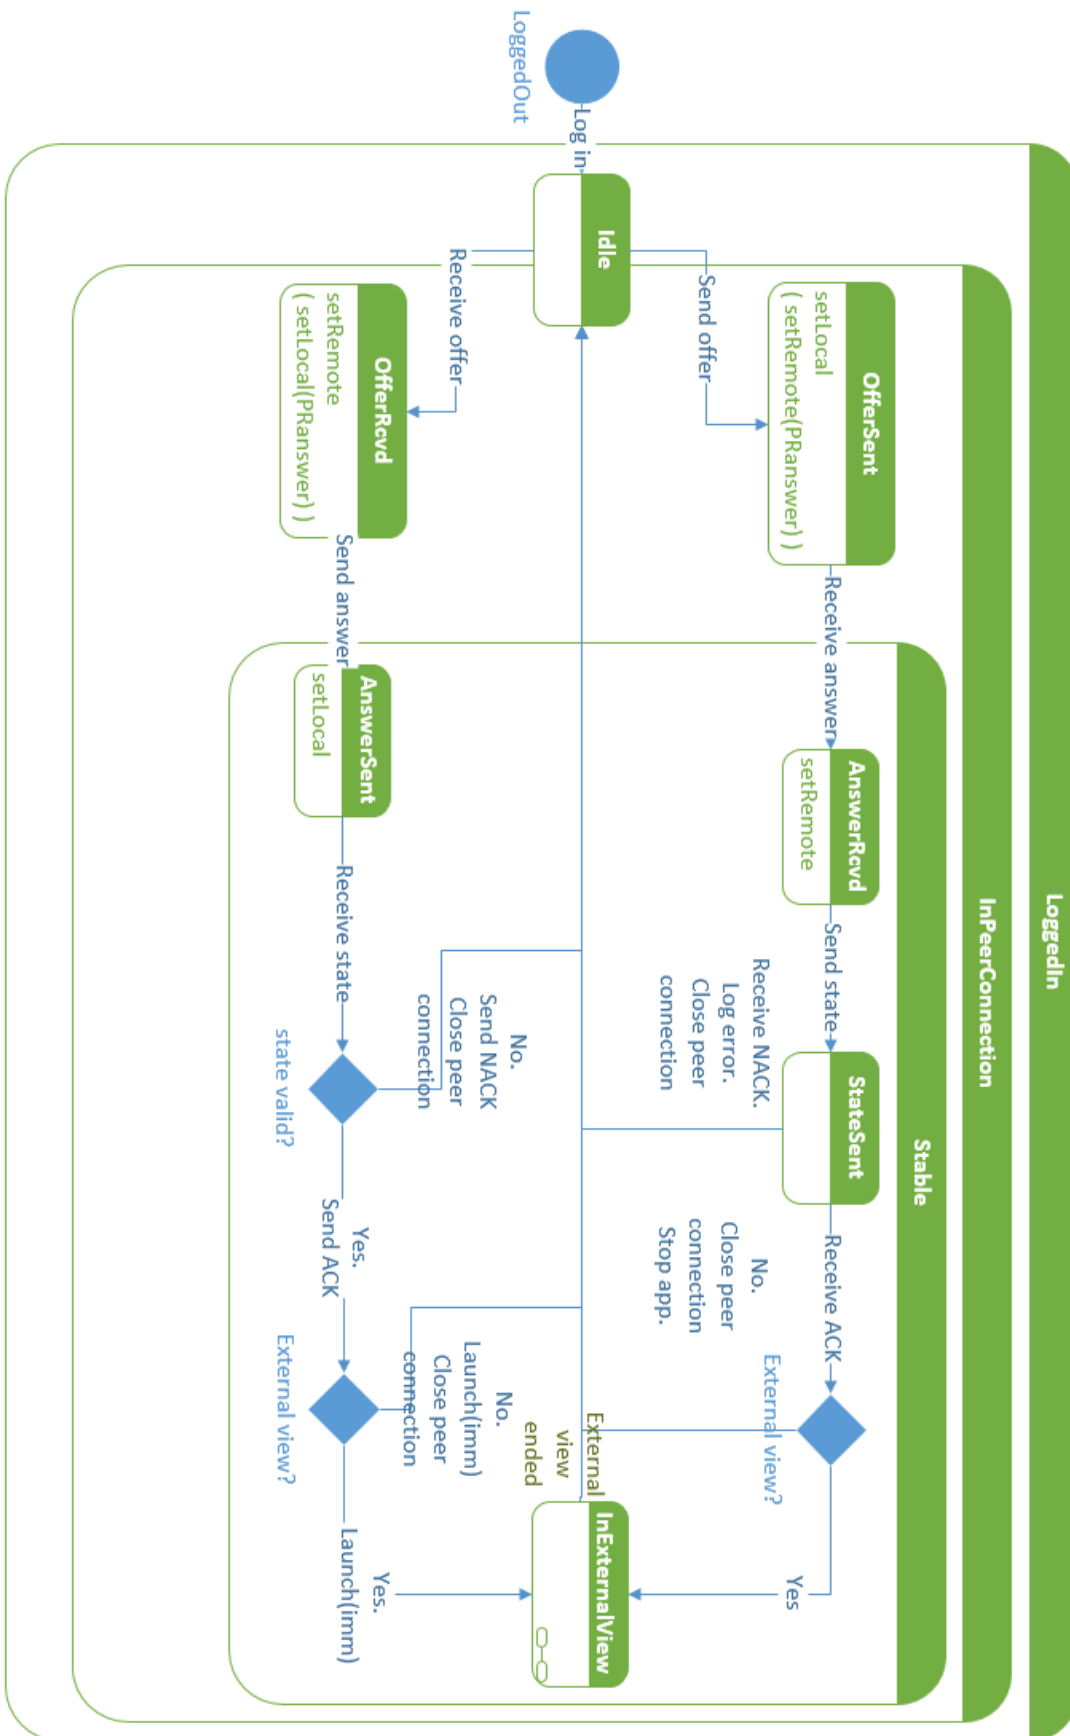 LoggedIn
InPeerConnection
Stable
LoggedOut
Log in
Idle
Send offer
OfferSent
setLocal
( setRemote(PRanswer) )
Receive answer
AnswerRcvd
setRemote
Send state
StateSent
Receive ACK
External view?
Yes
Receive NACK.
Log error.
Close peer
connection
No.
Close peer
connection
Stop app.
External
view
ended
InExternalView
Receive offer
OfferRcvd
setRemote
( setLocal(PRanswer) )
Send answer
AnswerSent
setLocal
Receive state
state valid?
No.
Send NACK
Close peer
connection
Yes.
Send ACK
External view?
No.
Launch(imm)
Close peer
connection
Yes.
Launch(imm)